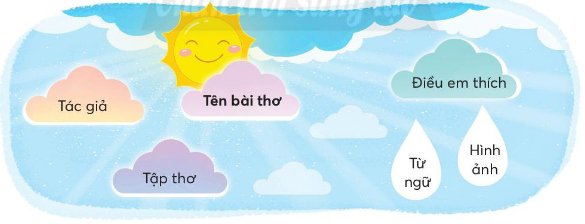 Tên bài thơ
Điều em thích
Tác giả
Tập thơ
Từ
ngữ
Hình
ảnh